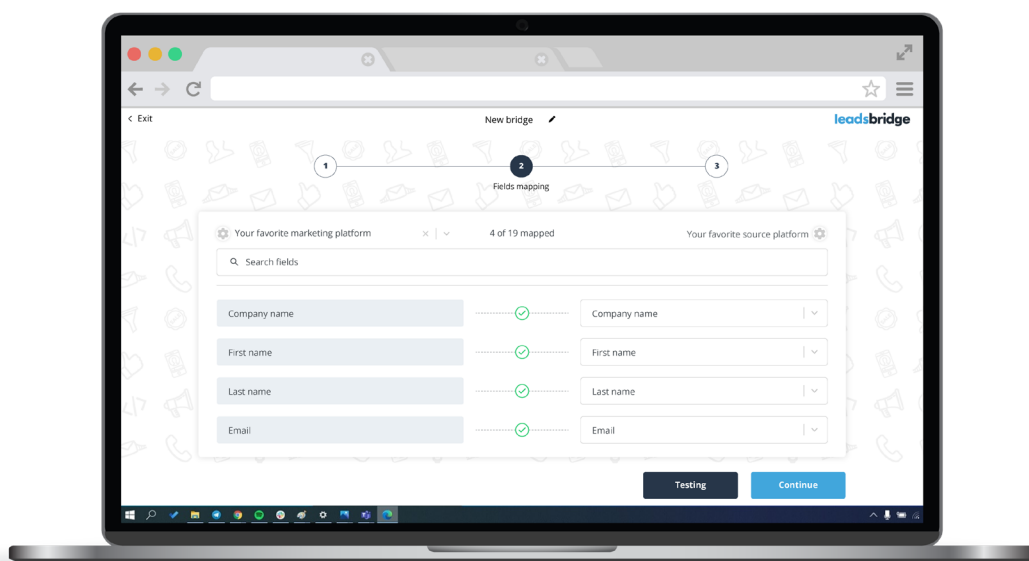 Exit
New bridge
leadsbridge
1
2
3
Fields mapping
Your favorite marketing platform
4 of 19 mapped
Your favorite source platform
Search fields
Company name
Company name
First name
First name
Last name
Last name
Email
Email
Testing
Continue